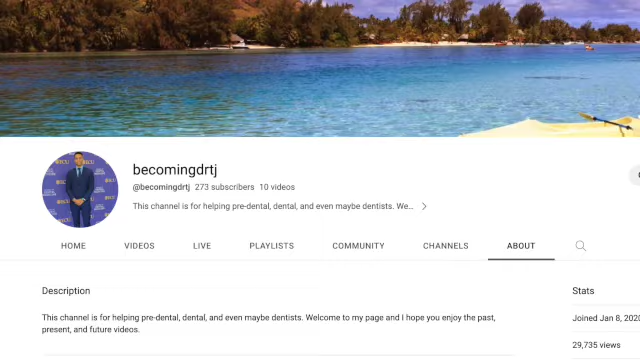 becomingdrtj
@becomingdrtj 273 subscribers 10 videos
This channel is for helping pre-dental, dental, and even maybe dentists. We...
HOME VIDEOS LIVE PLAYLISTS COMMUNITY CHANNELS ABOUT
Description
Stats
This channel is for helping pre-dental, dental, and even maybe dentists. Welcome to my page and I hope you enjoy the past,
present, and future videos.
Joined Jan 8, 2020
29,735 views